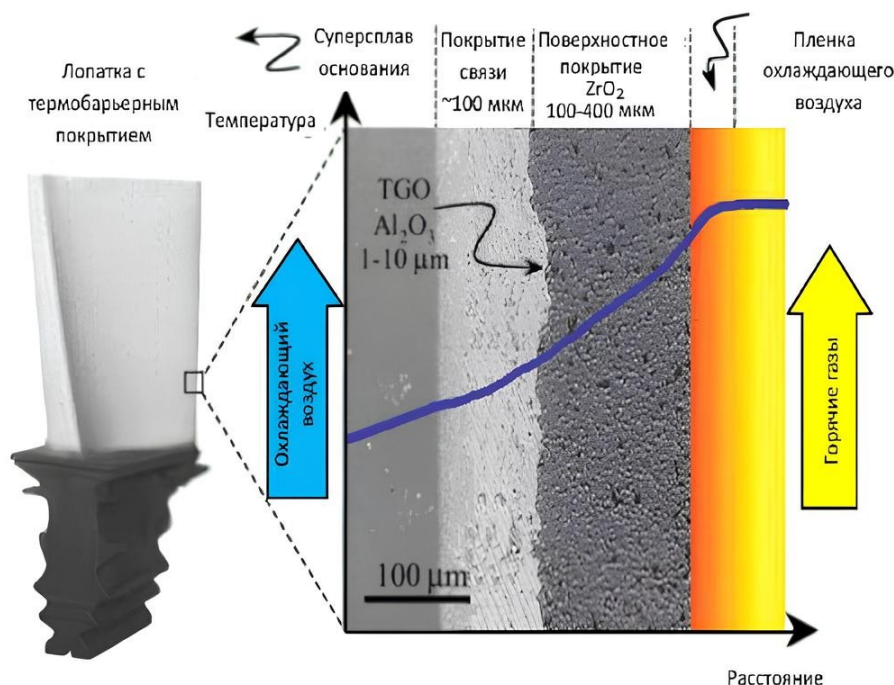 Лопатка с
термобарьерным
покрытием
Температура
Суперсплав
основания
Покрытие
связи
~100 мкм
Поверхностное
покрытие
ZrO₂
100-400 мкм
Пленка
охлаждающего
воздуха
TGO
Al₂O₃
1-10 μm
Охлаждающий
воздух
Горячие газы
100 μm
Расстояние